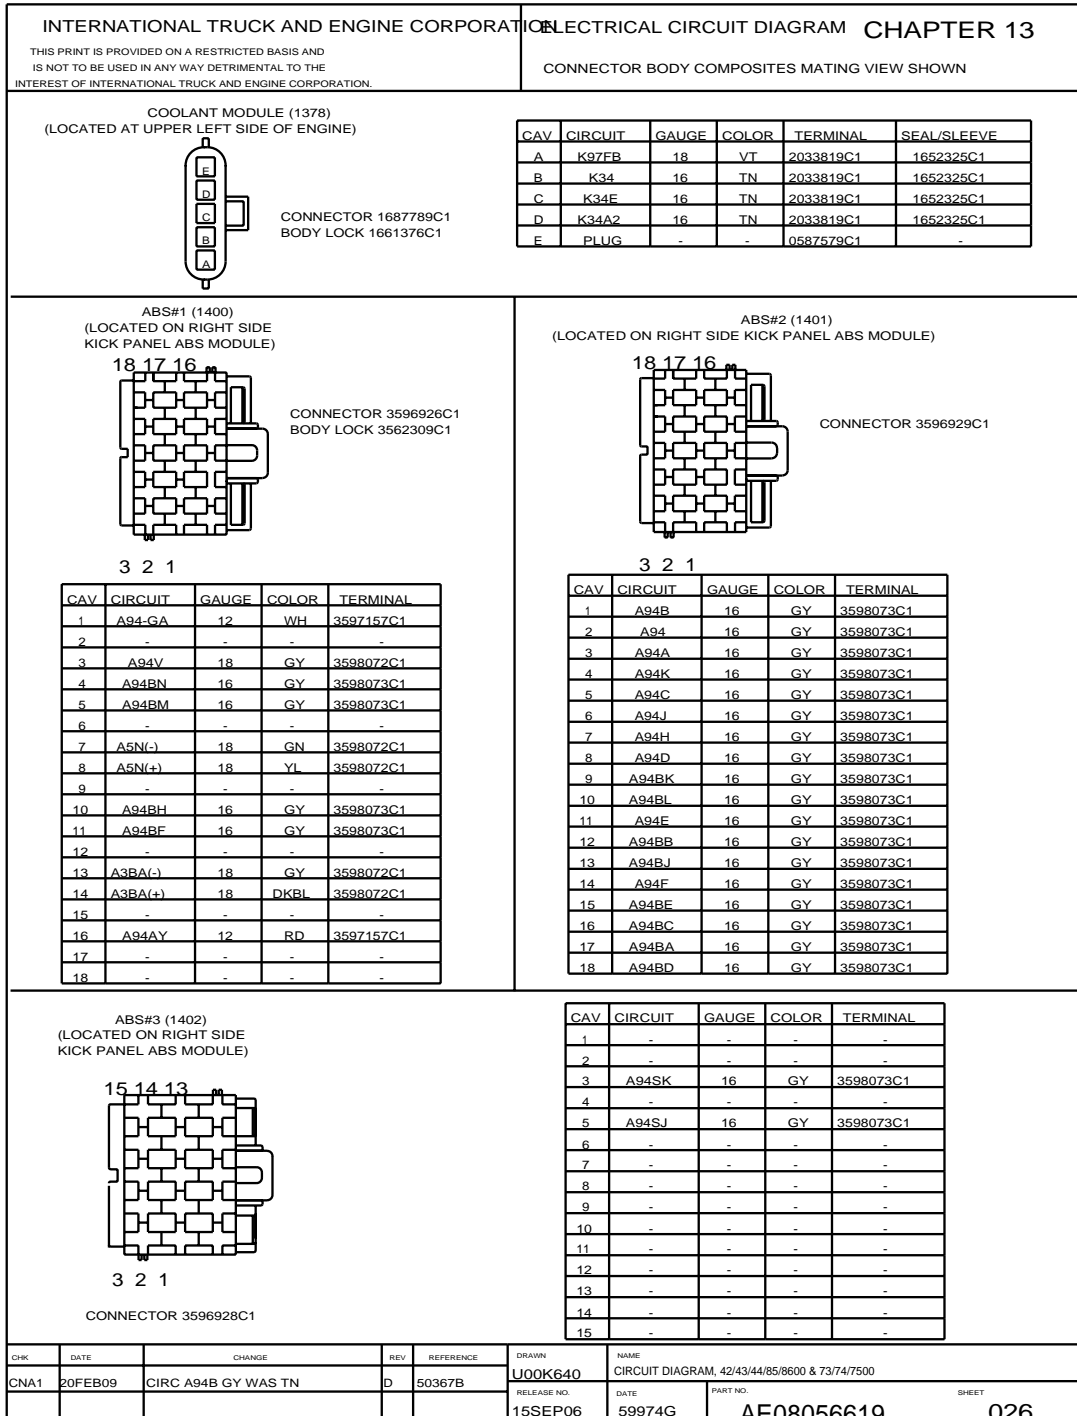 INTERNATIONAL TRUCK AND ENGINE CORPORATION
THIS PRINT IS PROVIDED ON A RESTRICTED BASIS AND
IS NOT TO BE USED IN ANY WAY DETRIMENTAL TO THE
INTEREST OF INTERNATIONAL TRUCK AND ENGINE CORPORATION.
ELECTRICAL CIRCUIT DIAGRAM CHAPTER 13
CONNECTOR BODY COMPOSITES MATING VIEW SHOWN
COOLANT MODULE (1378)
(LOCATED AT UPPER LEFT SIDE OF ENGINE)
E
D
C
B
A
CONNECTOR 1687789C1
BODY LOCK 1661376C1
CAV CIRCUIT GAUGE COLOR TERMINAL SEAL/SLEEVE
A K97FB 18 VT 2033819C1 1652325C1
B K34 16 TN 2033819C1 1652325C1
C K34E 16 TN 2033819C1 1652325C1
D K34A2 16 TN 2033819C1 1652325C1
E PLUG - - 0587579C1 -
ABS#1 (1400)
(LOCATED ON RIGHT SIDE
KICK PANEL ABS MODULE)
18 17 16
CONNECTOR 3596926C1
BODY LOCK 3562309C1
3 2 1
CAV CIRCUIT GAUGE COLOR TERMINAL
1 A94-GA 12 WH 3597157C1
2 - - - -
3 A94V 18 GY 3598072C1
4 A94BN 16 GY 3598073C1
5 A94BM 16 GY 3598073C1
6 - - - -
7 A5N(-) 18 GN 3598072C1
8 A5N(+) 18 YL 3598072C1
9 - - - -
10 A94BH 16 GY 3598073C1
11 A94BF 16 GY 3598073C1
12 - - - -
13 A3BA(-) 18 GY 3598072C1
14 A3BA(+) 18 DKBL 3598072C1
15 - - - -
16 A94AY 12 RD 3597157C1
17 - - - -
18 - - - -
ABS#2 (1401)
(LOCATED ON RIGHT SIDE KICK PANEL ABS MODULE)
18 17 16
CONNECTOR 3596929C1
3 2 1
CAV CIRCUIT GAUGE COLOR TERMINAL
1 A94B 16 GY 3598073C1
2 A94 16 GY 3598073C1
3 A94A 16 GY 3598073C1
4 A94K 16 GY 3598073C1
5 A94C 16 GY 3598073C1
6 A94J 16 GY 3598073C1
7 A94H 16 GY 3598073C1
8 A94D 16 GY 3598073C1
9 A94BK 16 GY 3598073C1
10 A94BL 16 GY 3598073C1
11 A94E 16 GY 3598073C1
12 A94BB 16 GY 3598073C1
13 A94BJ 16 GY 3598073C1
14 A94F 16 GY 3598073C1
15 A94BE 16 GY 3598073C1
16 A94BC 16 GY 3598073C1
17 A94BA 16 GY 3598073C1
18 A94BD 16 GY 3598073C1
ABS#3 (1402)
(LOCATED ON RIGHT SIDE
KICK PANEL ABS MODULE)
15 14 13
3 2 1
CONNECTOR 3596928C1
CAV CIRCUIT GAUGE COLOR TERMINAL
1 - - - -
2 - - - -
3 A94SK 16 GY 3598073C1
4 - - - -
5 A94SJ 16 GY 3598073C1
6 - - - -
7 - - - -
8 - - - -
9 - - - -
10 - - - -
11 - - - -
12 - - - -
13 - - - -
14 - - - -
15 - - - -
CHK DATE CHANGE REV REFERENCE
CNA1 20FEB09 CIRC A94B GY WAS TN D 50367B
DRAWN
U00K640
NAME
CIRCUIT DIAGRAM, 42/43/44/85/8600 & 73/74/7500
RELEASE NO.
15SEP06
DATE
59974G
PART NO.
AE08056619
SHEET
026